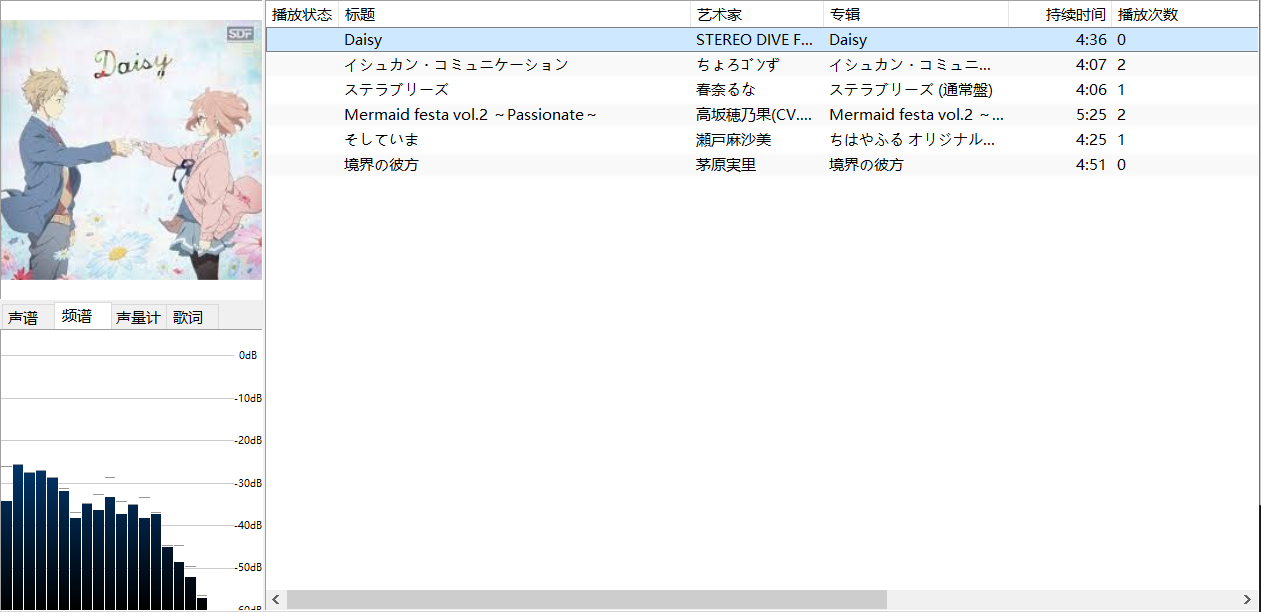 SDF
Daisy
声谱 频谱 声量计 歌词
0dB
-10dB
-20dB
-30dB
-40dB
-50dB
-60dB
播放状态 标题 艺术家 专辑 持续时间 播放次数
Daisy STEREO DIVE F... Daisy 4:36 0
イシュカン・コミュニケーション ちょろゴンず イシュカン・コミュニ... 4:07 2
ステラブリーズ 春奈るな ステラブリーズ (通常盤) 4:06 1
Mermaid festa vol.2 ～Passionate～ 高坂穂乃果(CV.... Mermaid festa vol.2 ～... 5:25 2
そしていま 瀬戸麻沙美 ちはやふる オリジナル... 4:25 1
境界の彼方 茅原実里 境界の彼方 4:51 0